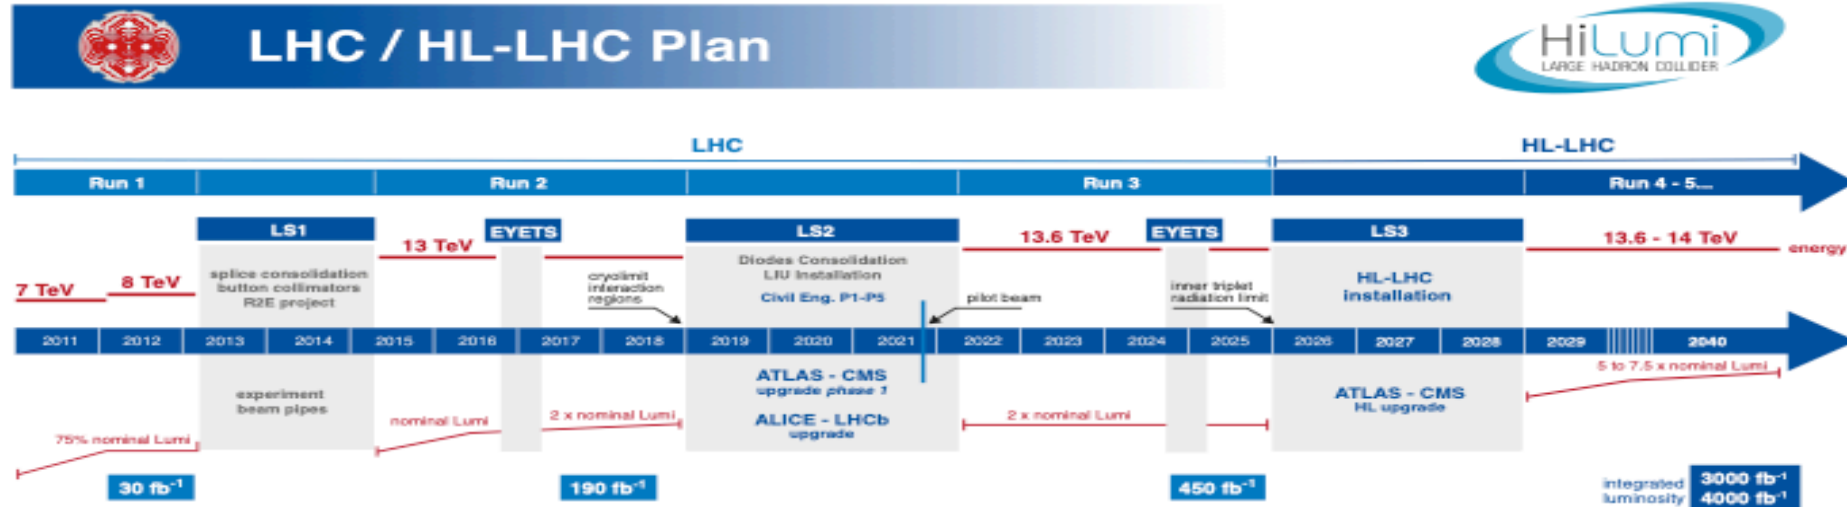 LHC / HL-LHC Plan
HiLumi
LARGE HADRON COLLIDER
LHC
HL-LHC
Run 1
Run 2
Run 3
Run 4 - 5...
LS1
EYETS
LS2
EYETS
LS3
13 TeV
13.6 TeV
13.6 - 14 TeV
energy
7 TeV
8 TeV
splice consolidation
button collimators
R2E project
cryolimit
interaction
regions
Diodes Consolidation
LIU Installation
Civil Eng. P1-P5
pilot beam
inner triplet
radiation limit
HL-LHC
installation
2011
2012
2013
2014
2015
2016
2017
2018
2019
2020
2021
2022
2023
2024
2025
2026
2027
2028
2029
2040
experiment
beam pipes
ATLAS - CMS
upgrade phase 1
ALICE - LHCb
upgrade
ATLAS - CMS
HL upgrade
5 to 7.5 x nominal Lumi
75% nominal Lumi
nominal Lumi
2 x nominal Lumi
2 x nominal Lumi
30 fb⁻¹
190 fb⁻¹
450 fb⁻¹
integrated
luminosity
3000 fb⁻¹
4000 fb⁻¹